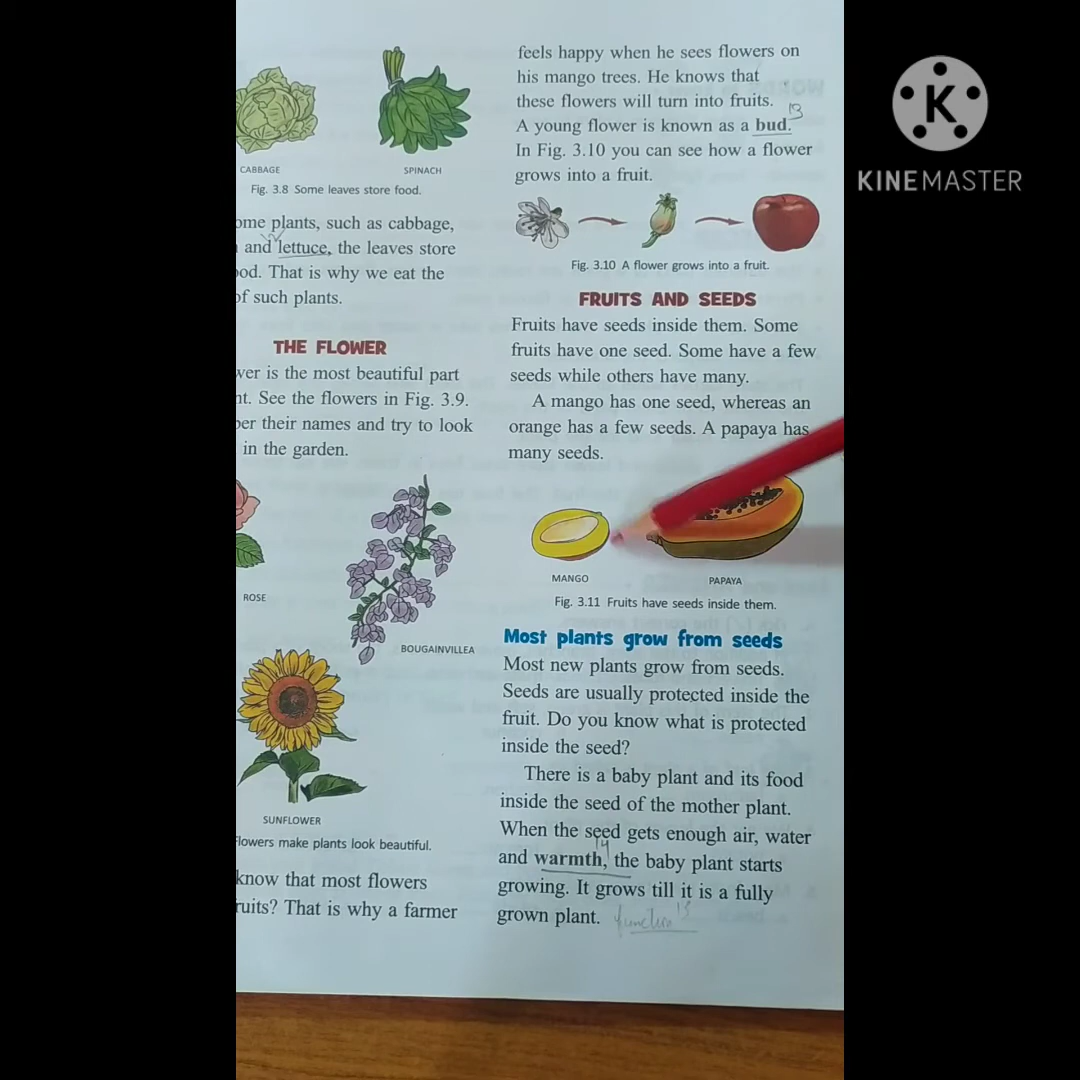 CABBAGE
SPINACH
Fig. 3.8 Some leaves store food.
ome plants, such as cabbage,
and lettuce, the leaves store
od. That is why we eat the
of such plants.
THE FLOWER
wer is the most beautiful part
nt. See the flowers in Fig. 3.9.
ber their names and try to look
in the garden.
ROSE
BOUGAINVILLEA
SUNFLOWER
Flowers make plants look beautiful.
know that most flowers
ruits? That is why a farmer
feels happy when he sees flowers on
his mango trees. He knows that
these flowers will turn into fruits.
13
A young flower is known as a bud.
In Fig. 3.10 you can see how a flower
grows into a fruit.
Fig. 3.10 A flower grows into a fruit.
FRUITS AND SEEDS
Fruits have seeds inside them. Some
fruits have one seed. Some have a few
seeds while others have many.
A mango has one seed, whereas an
orange has a few seeds. A papaya has
many seeds.
MANGO
PAPAYA
Fig. 3.11 Fruits have seeds inside them.
Most plants grow from seeds
Most new plants grow from seeds.
Seeds are usually protected inside the
fruit. Do you know what is protected
inside the seed?
There is a baby plant and its food
inside the seed of the mother plant.
When the seed gets enough air, water
14
and warmth, the baby plant starts
growing. It grows till it is a fully
grown plant. function 15
K
KINEMASTER